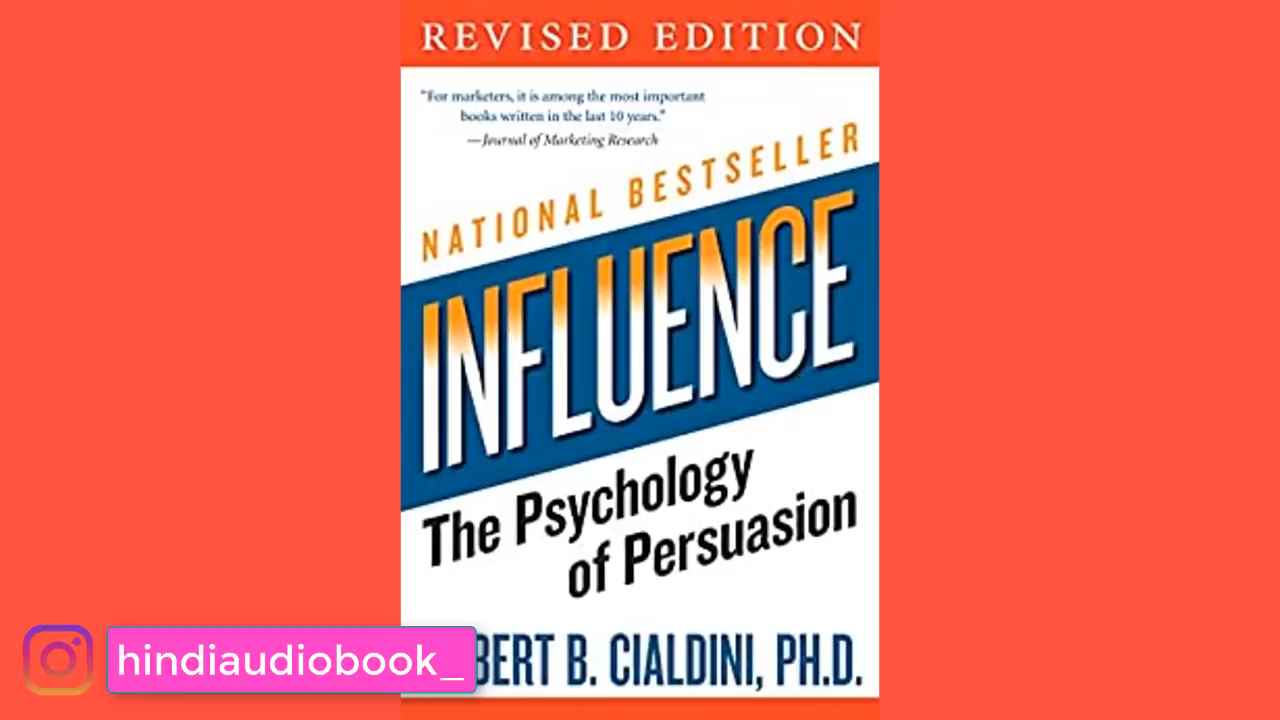 REVISED EDITION
"For marketers, it is among the most important
books written in the last 10 years."
—Journal of Marketing Research
NATIONAL BESTSELLER
INFLUENCE
The Psychology
of Persuasion
BERT B. CIALDINI, PH.D.
hindiaudiobook_